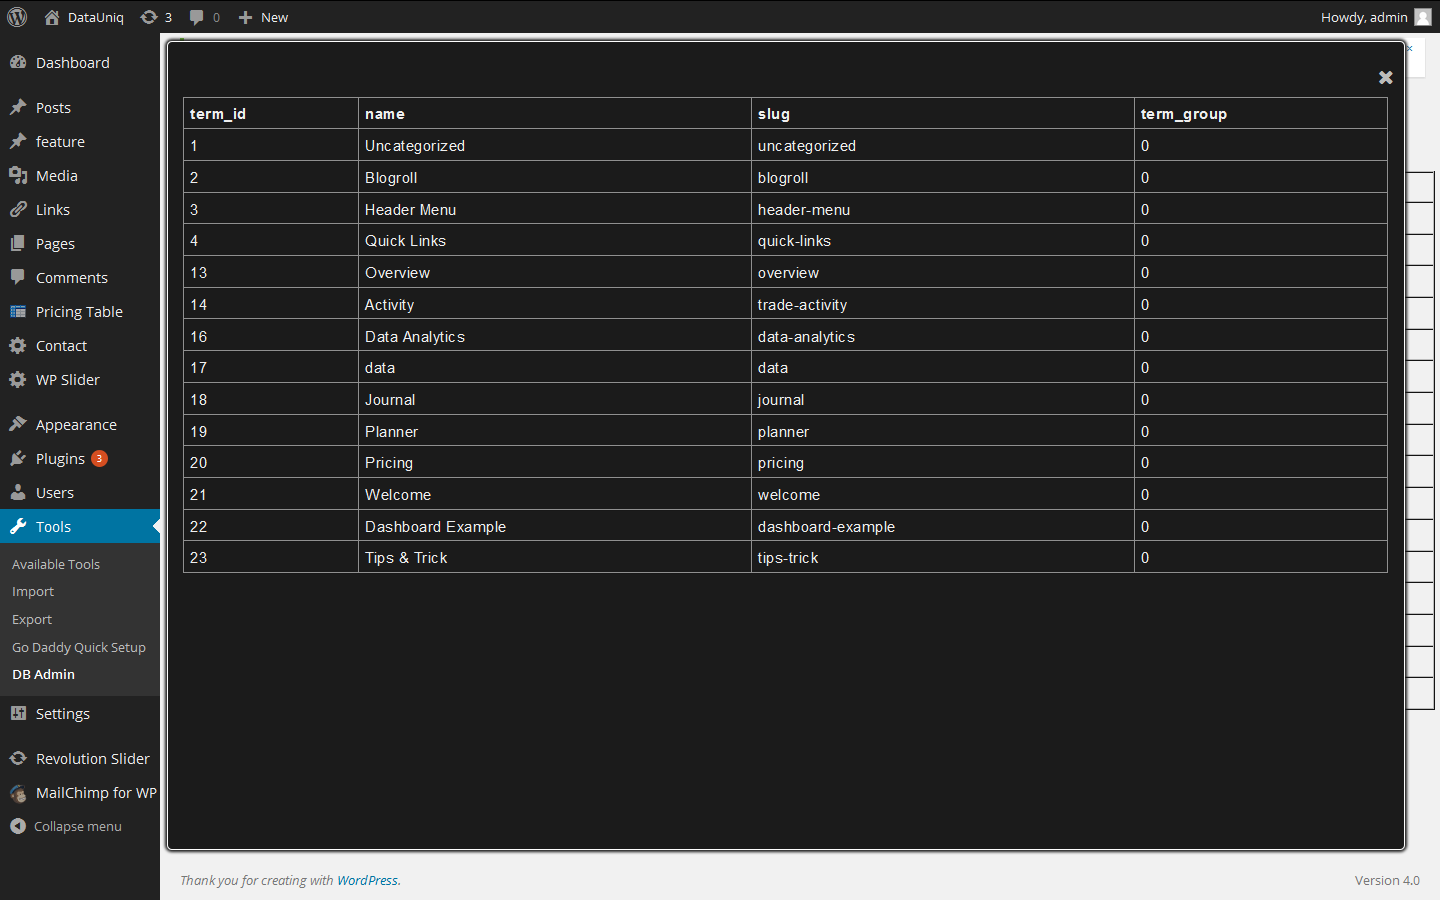 DataUniq 3 0 New Howdy, admin
Dashboard
Posts
feature
Media
Links
Pages
Comments
Pricing Table
Contact
WP Slider
Appearance
Plugins 3
Users
Tools
Available Tools
Import
Export
Go Daddy Quick Setup
DB Admin
Settings
Revolution Slider
MailChimp for WP
Collapse menu
term_id name slug term_group
1 Uncategorized uncategorized 0
2 Blogroll blogroll 0
3 Header Menu header-menu 0
4 Quick Links quick-links 0
13 Overview overview 0
14 Activity trade-activity 0
16 Data Analytics data-analytics 0
17 data data 0
18 Journal journal 0
19 Planner planner 0
20 Pricing pricing 0
21 Welcome welcome 0
22 Dashboard Example dashboard-example 0
23 Tips & Trick tips-trick 0
Thank you for creating with WordPress. Version 4.0